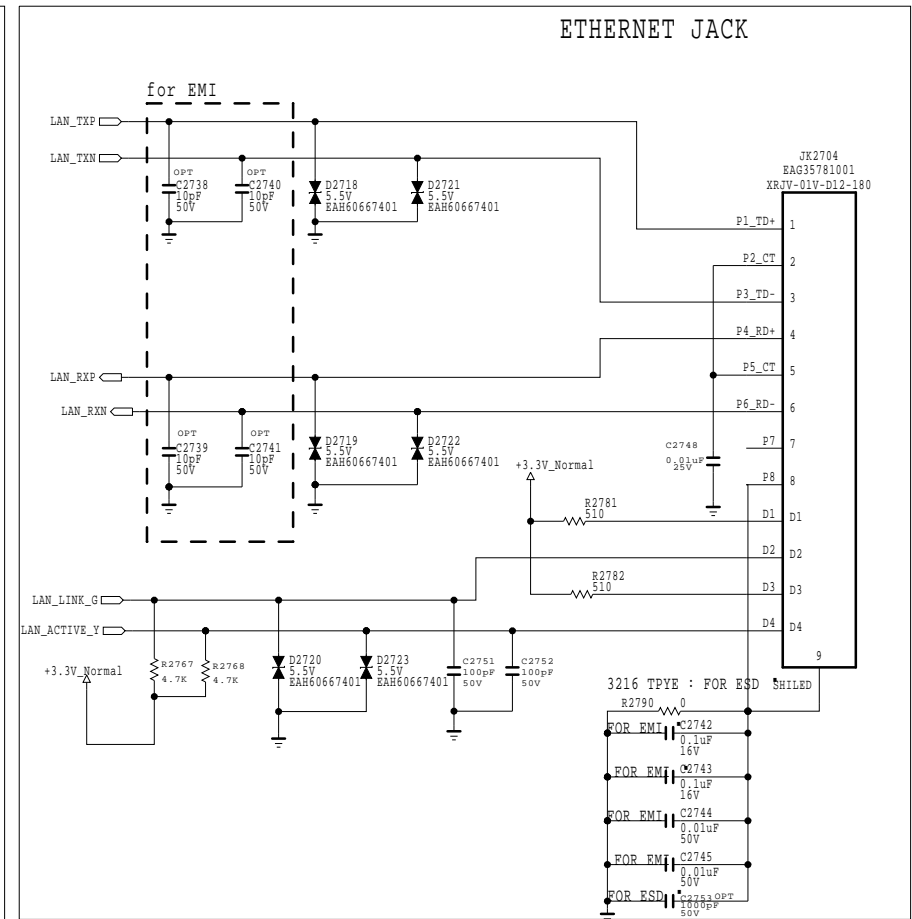 ETHERNET JACK
for EMI
LAN_TXP
LAN_TXN
OPT
C2738
10pF
50V
OPT
C2740
10pF
50V
D2718
5.5V
EAH60667401
D2721
5.5V
EAH60667401
JK2704
EAG35781001
XRJV-01V-D12-180
P1_TD+
1
P2_CT
2
P3_TD-
3
P4_RD+
4
P5_CT
5
P6_RD-
6
P7
7
P8
8
D1
D1
D2
D2
D3
D3
D4
D4
9
LAN_RXP
LAN_RXN
OPT
C2739
10pF
50V
OPT
C2741
10pF
50V
D2719
5.5V
EAH60667401
D2722
5.5V
EAH60667401
C2748
0.01uF
25V
+3.3V_Normal
R2781
510
R2782
510
LAN_LINK_G
LAN_ACTIVE_Y
+3.3V_Normal
R2767
4.7K
R2768
4.7K
D2720
5.5V
EAH60667401
D2723
5.5V
EAH60667401
C2751
100pF
50V
C2752
100pF
50V
3216 TPYE : FOR ESD
SHILED
R2790
0
FOR EMI
C2742
0.1uF
16V
FOR EMI
C2743
0.1uF
16V
FOR EMI
C2744
0.01uF
50V
FOR EMI
C2745
0.01uF
50V
FOR ESD
C2753
OPT
1000pF
50V